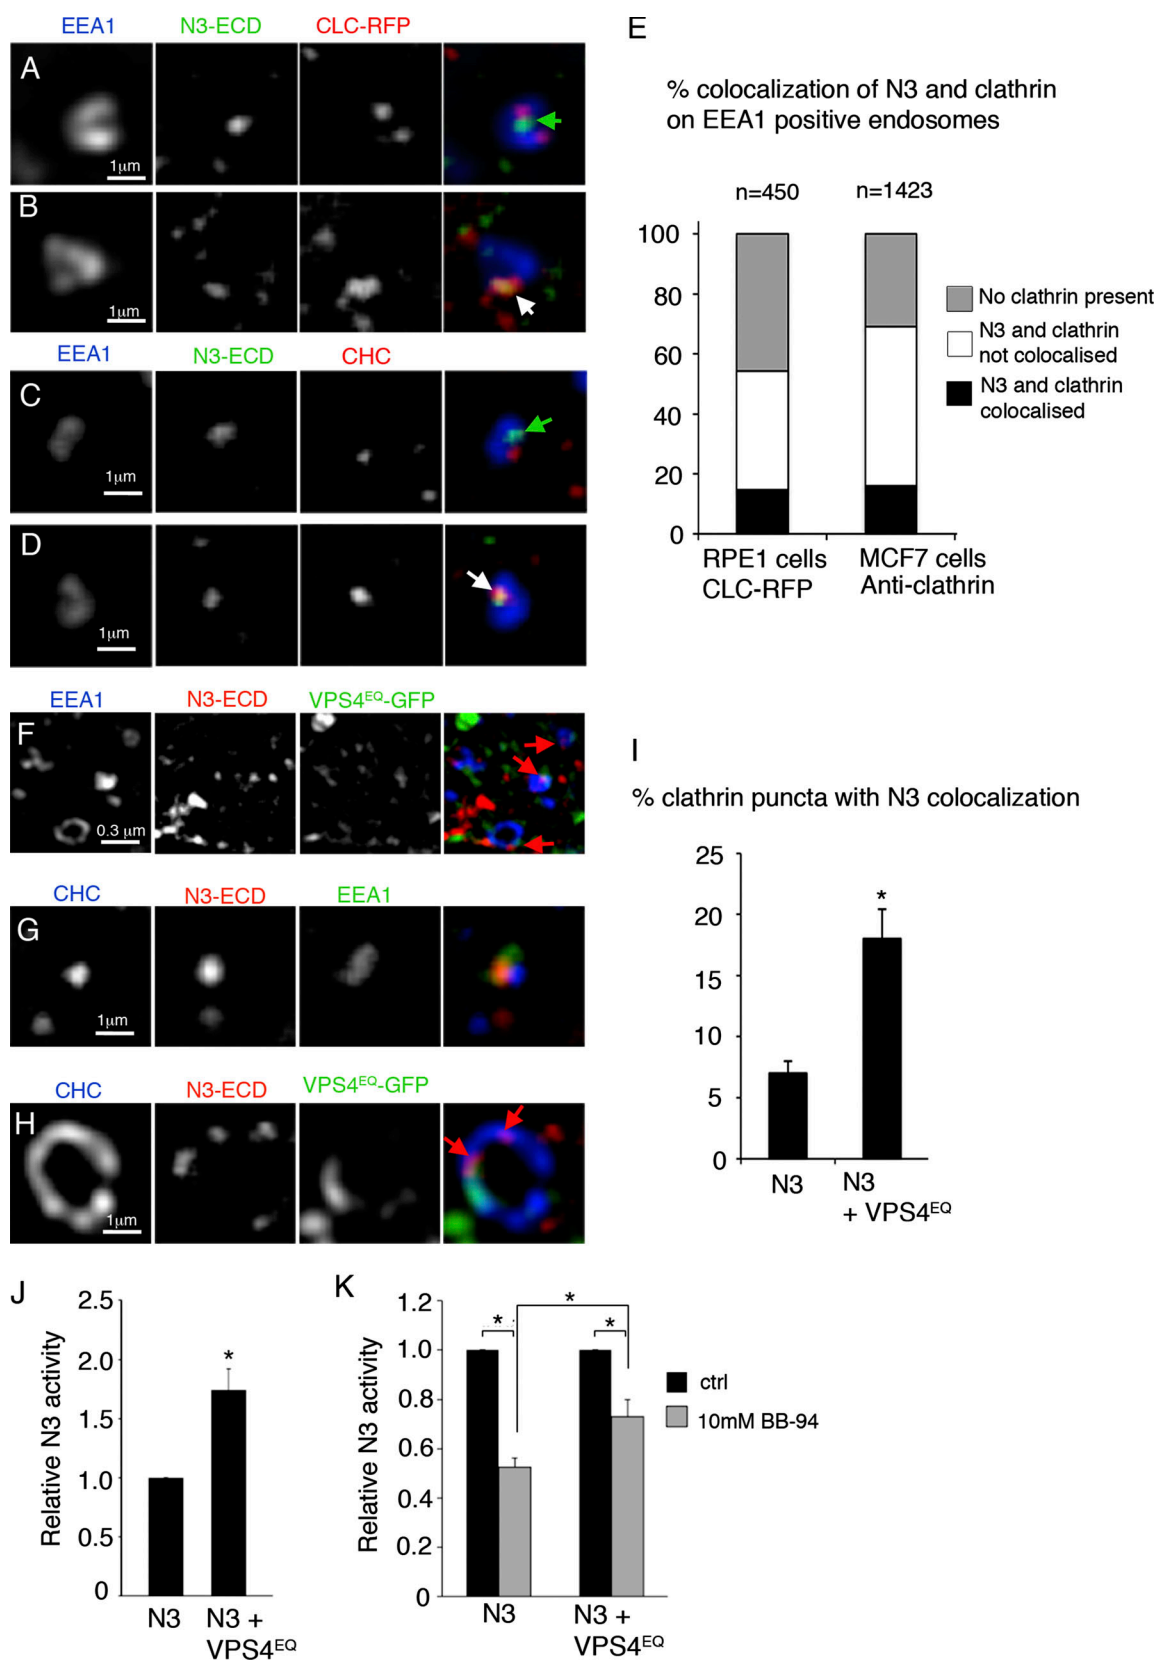 EEA1 N3-ECD CLC-RFP
A
1µm
B
1µm
EEA1 N3-ECD CHC
C
1µm
D
1µm
EEA1 N3-ECD VPS4EQ-GFP
F
0.3 µm
CHC N3-ECD EEA1
G
1µm
CHC N3-ECD VPS4EQ-GFP
H
1µm
E
% colocalization of N3 and clathrin
on EEA1 positive endosomes
n=450 n=1423
100
80
60
40
20
0
RPE1 cells
CLC-RFP
MCF7 cells
Anti-clathrin
No clathrin present
N3 and clathrin
not colocalised
N3 and clathrin
colocalised
I
% clathrin puncta with N3 colocalization
25
20
15
10
5
0
*
N3
N3
+ VPS4EQ
J
Relative N3 activity
2.5
2.0
1.5
1.0
0.5
0
*
N3
N3 +
VPS4EQ
K
Relative N3 activity
1.2
1.0
0.8
0.6
0.4
0.2
0
* * *
N3
N3 +
VPS4EQ
ctrl
10mM BB-94